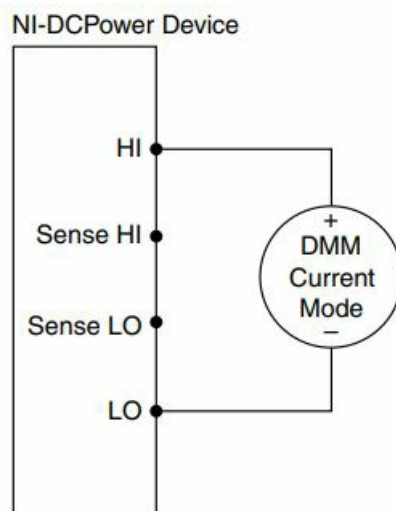 NI-DCPower Device
HI
+
DMM
Sense HI
Current
Mode
Sense LO
−
LO